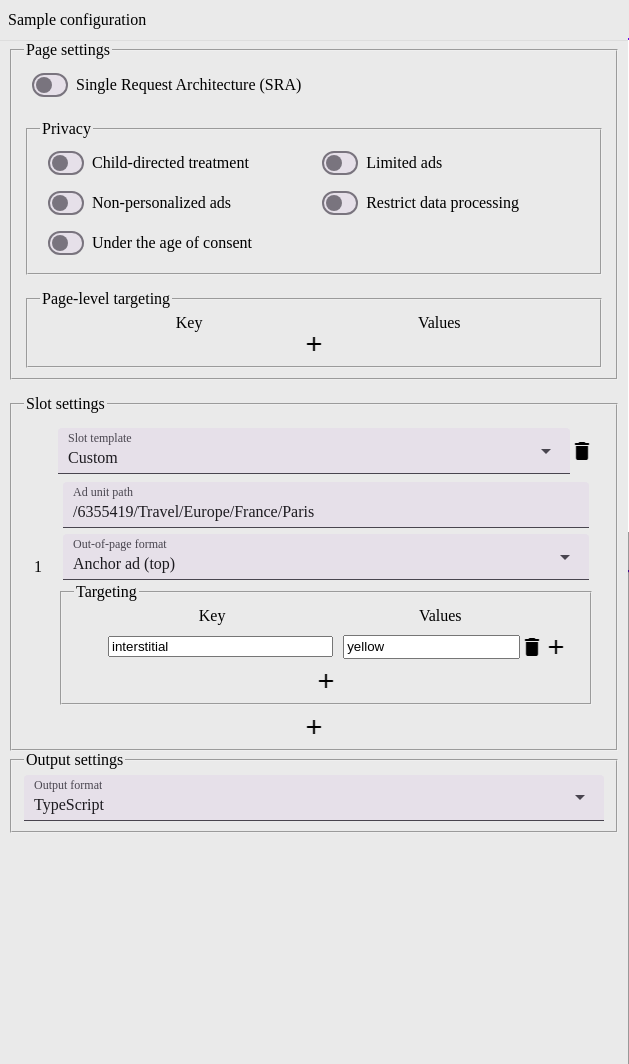 Sample configuration
Page settings
Single Request Architecture (SRA)
Privacy
Child-directed treatment
Limited ads
Non-personalized ads
Restrict data processing
Under the age of consent
Page-level targeting
Key Values
+
Slot settings
Slot template
Custom
Ad unit path
/6355419/Travel/Europe/France/Paris
Out-of-page format
1
Anchor ad (top)
Targeting
Key Values
interstitial yellow +
+
+
Output settings
Output format
TypeScript